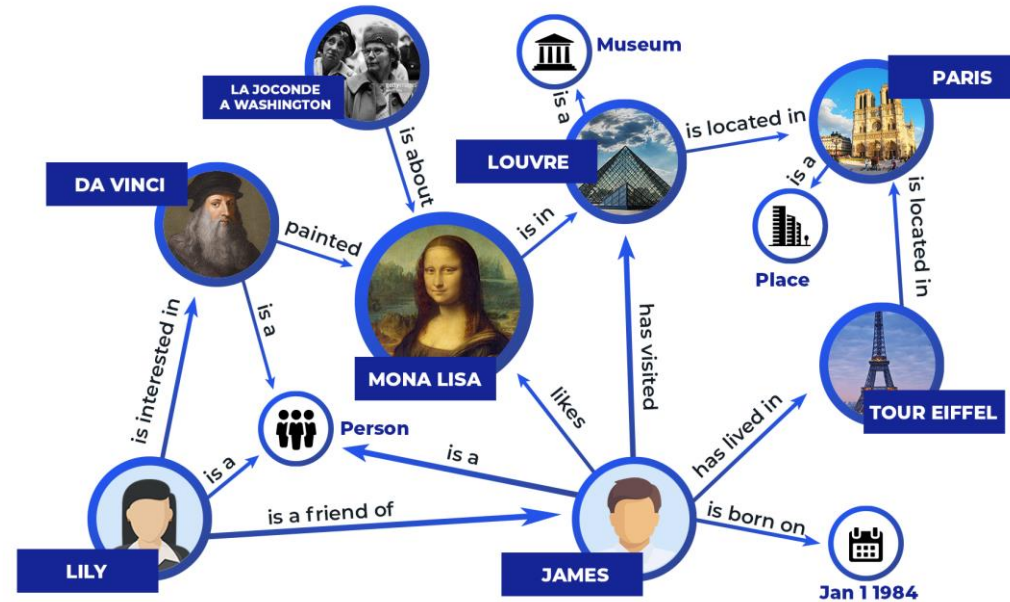 LA JOCONDE
A WASHINGTON
Museum
PARIS
is a
is located in
LOUVRE
is about
DA VINCI
is a
is located in
painted
is in
Place
is interested in
is a
has visited
MONA LISA
likes
TOUR EIFFEL
Person
has lived in
is a
is a
is a friend of
is born on
LILY
JAMES
Jan 1 1984